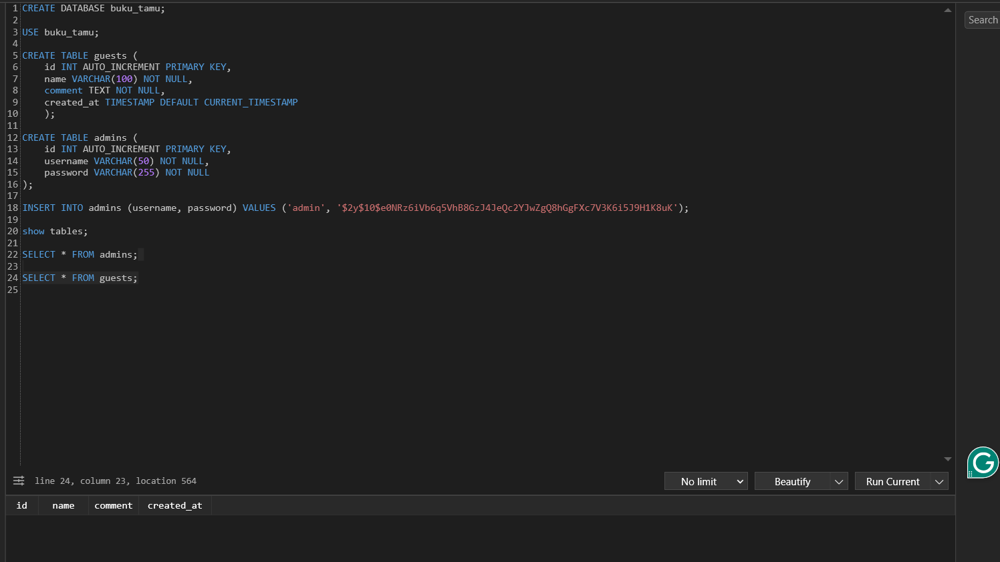 1 CREATE DATABASE buku_tamu;
2
3 USE buku_tamu;
4
5 CREATE TABLE guests (
6 id INT AUTO_INCREMENT PRIMARY KEY,
7 name VARCHAR(100) NOT NULL,
8 comment TEXT NOT NULL,
9 created_at TIMESTAMP DEFAULT CURRENT_TIMESTAMP
10 );
11
12 CREATE TABLE admins (
13 id INT AUTO_INCREMENT PRIMARY KEY,
14 username VARCHAR(50) NOT NULL,
15 password VARCHAR(255) NOT NULL
16 );
17
18 INSERT INTO admins (username, password) VALUES ('admin', '$2y$10$e0NRz6iVb6q5VhB8GzJ4JeQc2YJwZgQ8hGgFXc7V3K6i5J9H1K8uK');
19
20 show tables;
21
22 SELECT * FROM admins;
23
24 SELECT * FROM guests;
25
Search
line 24, column 23, location 564
No limit Beautify Run Current
id name comment created_at
G